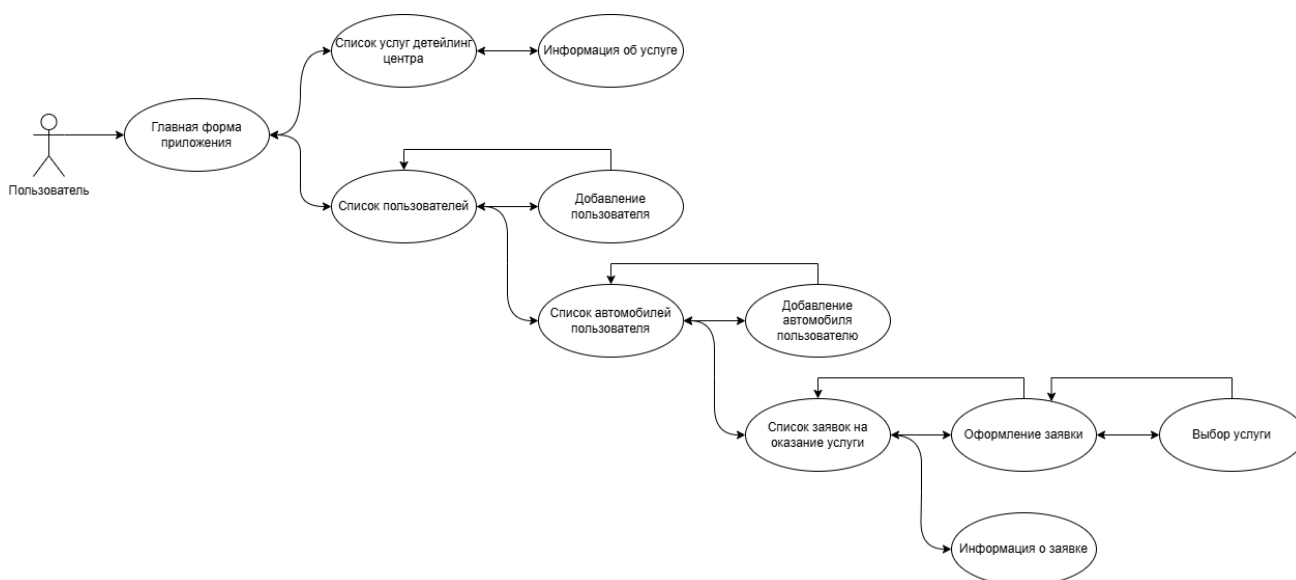 Список услуг детейлинг
центра
Информация об услуге
Главная форма
приложения
Пользователь
Список пользователей
Добавление
пользователя
Список автомобилей
пользователя
Добавление
автомобиля
пользователю
Список заявок на
оказание услуги
Оформление заявки
Выбор услуги
Информация о заявке